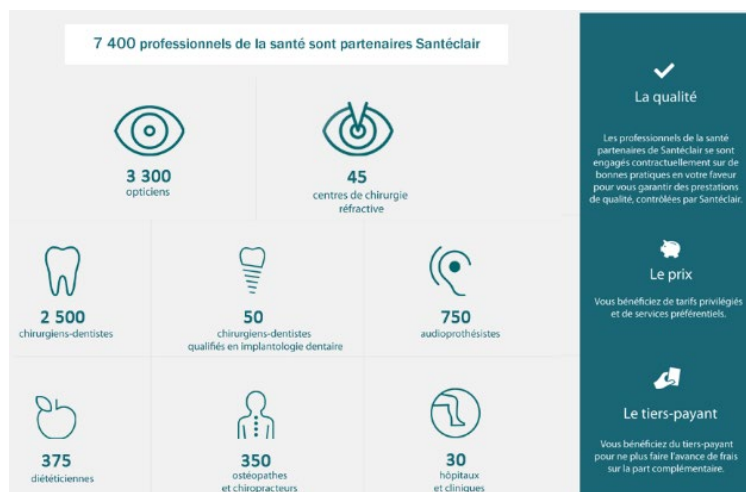 7 400 professionnels de la santé sont partenaires Santéclair
3 300
opticiens
45
centres de chirurgie
réfractive
2 500
chirurgiens-dentistes
50
chirurgiens-dentistes
qualifiés en implantologie dentaire
750
audioprothésistes
375
diététiciennes
350
ostéopathes
et chiropracteurs
30
hôpitaux
et cliniques
La qualité
Les professionnels de la santé
partenaires de Santéclair se sont
engagés contractuellement sur de
bonnes pratiques en votre faveur
pour vous garantir des prestations
de qualité, contrôlées par Santéclair.
Le prix
Vous bénéficiez de tarifs privilégiés
et de services préférentiels.
Le tiers-payant
Vous bénéficiez du tiers-payant
pour ne plus faire l'avance de frais
sur la part complémentaire.